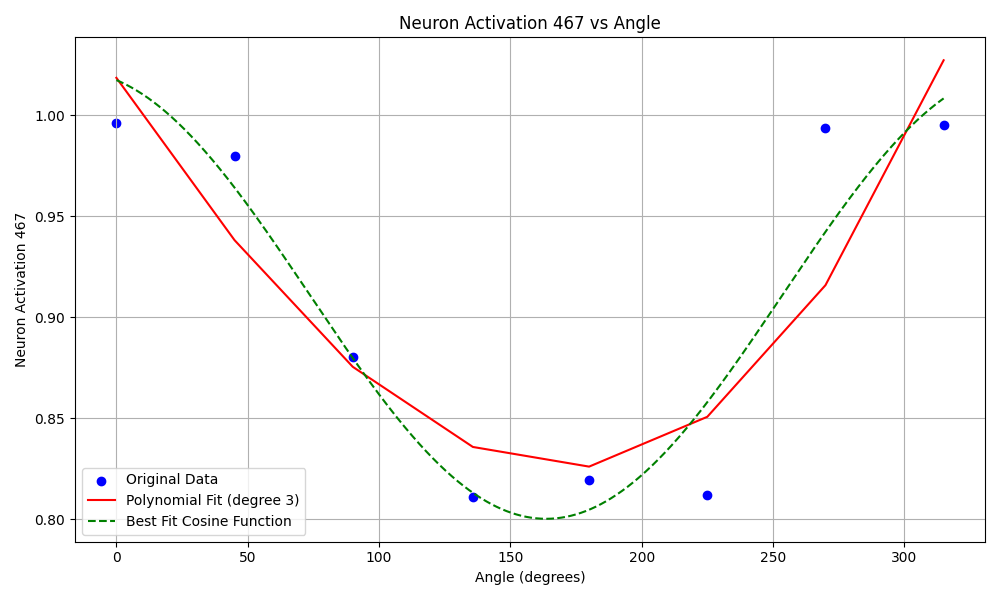 Neuron Activation 467 vs Angle
Neuron Activation 467
1.00
0.95
0.90
0.85
0.80
Original Data
Polynomial Fit (degree 3)
Best Fit Cosine Function
0 50 100 150 200 250 300
Angle (degrees)